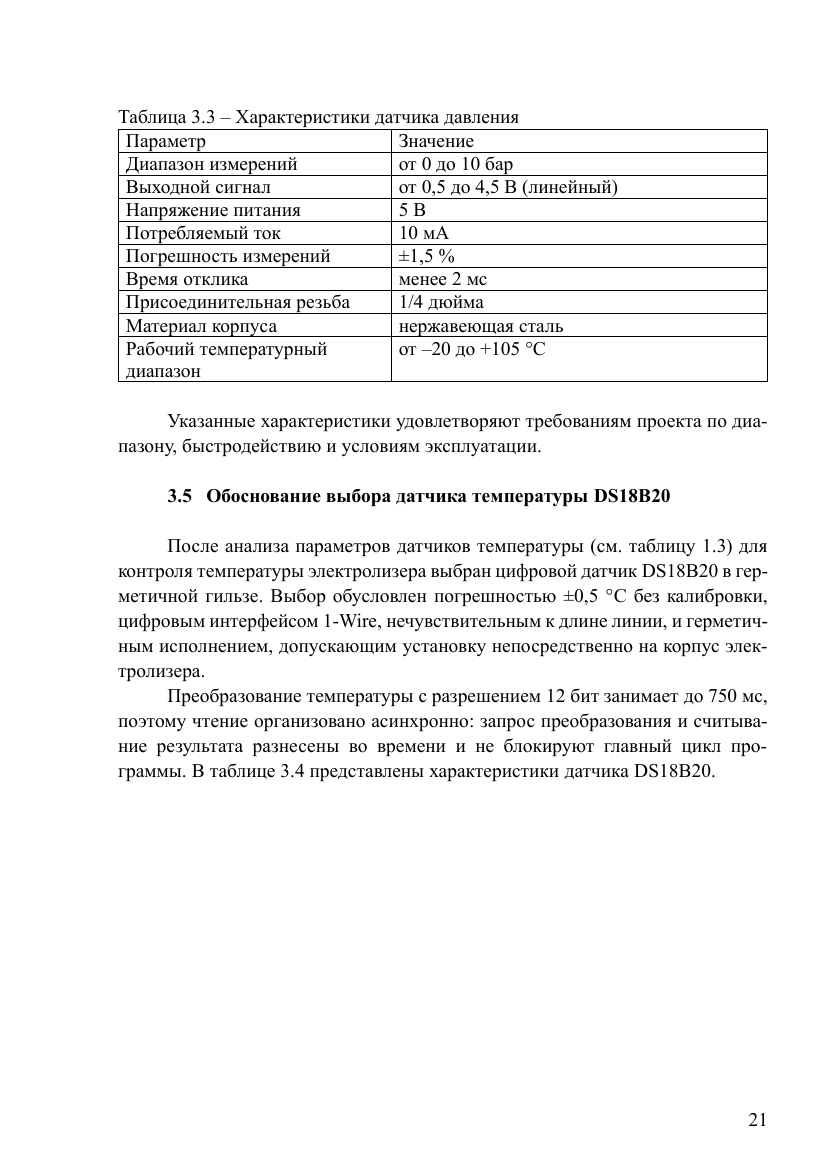 Таблица 3.3 – Характеристики датчика давления
Параметр Значение
Диапазон измерений от 0 до 10 бар
Выходной сигнал от 0,5 до 4,5 В (линейный)
Напряжение питания 5 В
Потребляемый ток 10 мА
Погрешность измерений ±1,5 %
Время отклика менее 2 мс
Присоединительная резьба 1/4 дюйма
Материал корпуса нержавеющая сталь
Рабочий температурный от –20 до +105 °С
диапазон
Указанные характеристики удовлетворяют требованиям проекта по диа-
пазону, быстродействию и условиям эксплуатации.
3.5 Обоснование выбора датчика температуры DS18B20
После анализа параметров датчиков температуры (см. таблицу 1.3) для
контроля температуры электролизера выбран цифровой датчик DS18B20 в гер-
метичной гильзе. Выбор обусловлен погрешностью ±0,5 °С без калибровки,
цифровым интерфейсом 1-Wire, нечувствительным к длине линии, и герметич-
ным исполнением, допускающим установку непосредственно на корпус элек-
тролизера.
Преобразование температуры с разрешением 12 бит занимает до 750 мс,
поэтому чтение организовано асинхронно: запрос преобразования и считыва-
ние результата разнесены во времени и не блокируют главный цикл про-
граммы. В таблице 3.4 представлены характеристики датчика DS18B20.
21